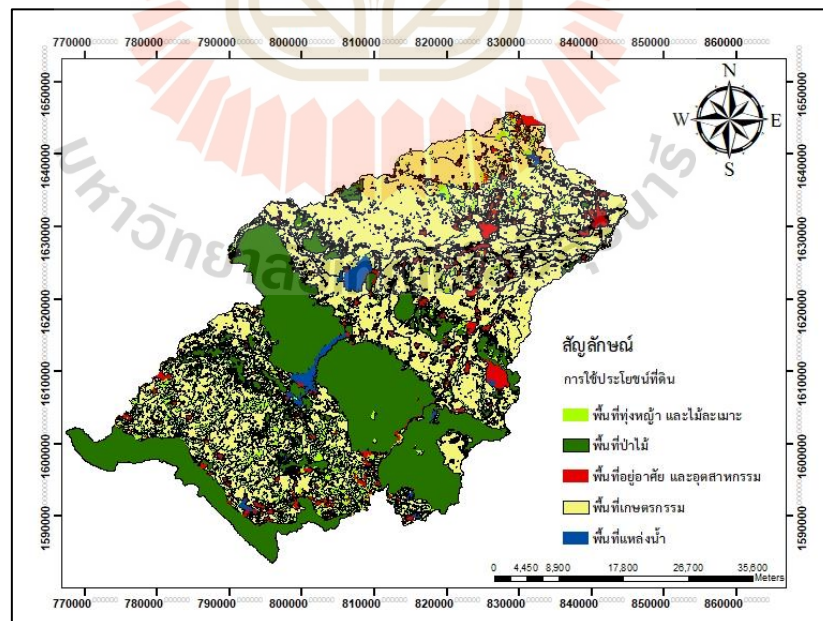 770000 780000 790000 800000 810000 820000 830000 840000 850000 860000
N
W E
S
1650000
1640000
1630000
1620000
1610000
1600000
1590000
1650000
1640000
1630000
1620000
1610000
1600000
1590000
สัญลักษณ์
การใช้ประโยชน์ที่ดิน
พื้นที่ทุ่งหญ้า และไม้ละเมาะ
พื้นที่ป่าไม้
พื้นที่อยู่อาศัย และอุตสาหกรรม
พื้นที่เกษตรกรรม
พื้นที่แหล่งน้ำ
0 4,450 8,900 17,800 26,700 35,600
Meters
770000 780000 790000 800000 810000 820000 830000 840000 850000 860000